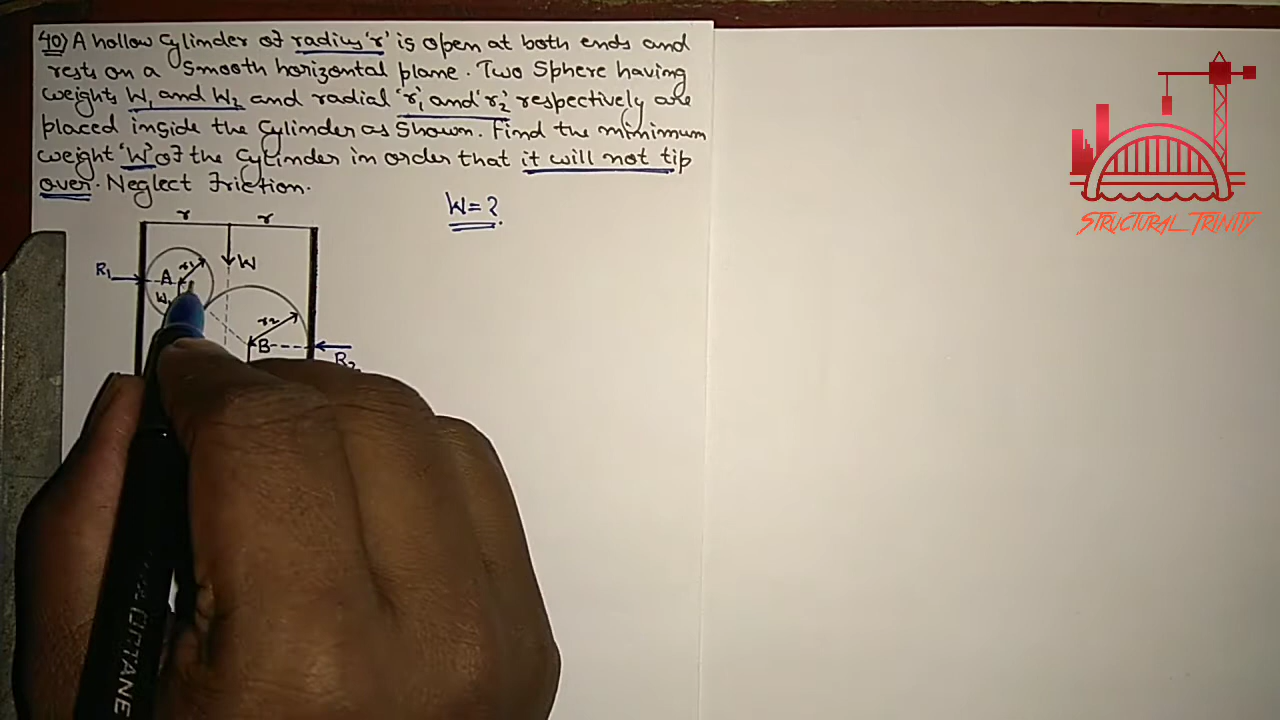 40) A hollow Cylinder of radius 'r' is open at both ends and
rests on a smooth horizontal plane. Two Sphere having
weights W₁ and W₂ and radial 'r₁' and 'r₂' respectively are
placed inside the Cylinder as Shown. Find the minimum
weight 'W' of the Cylinder in order that it will not tip
over. Neglect Friction.
W=?
r r
R₁ A r₁ W
W₁
r₂
B
R₂
STRUCTURAL TRINITY